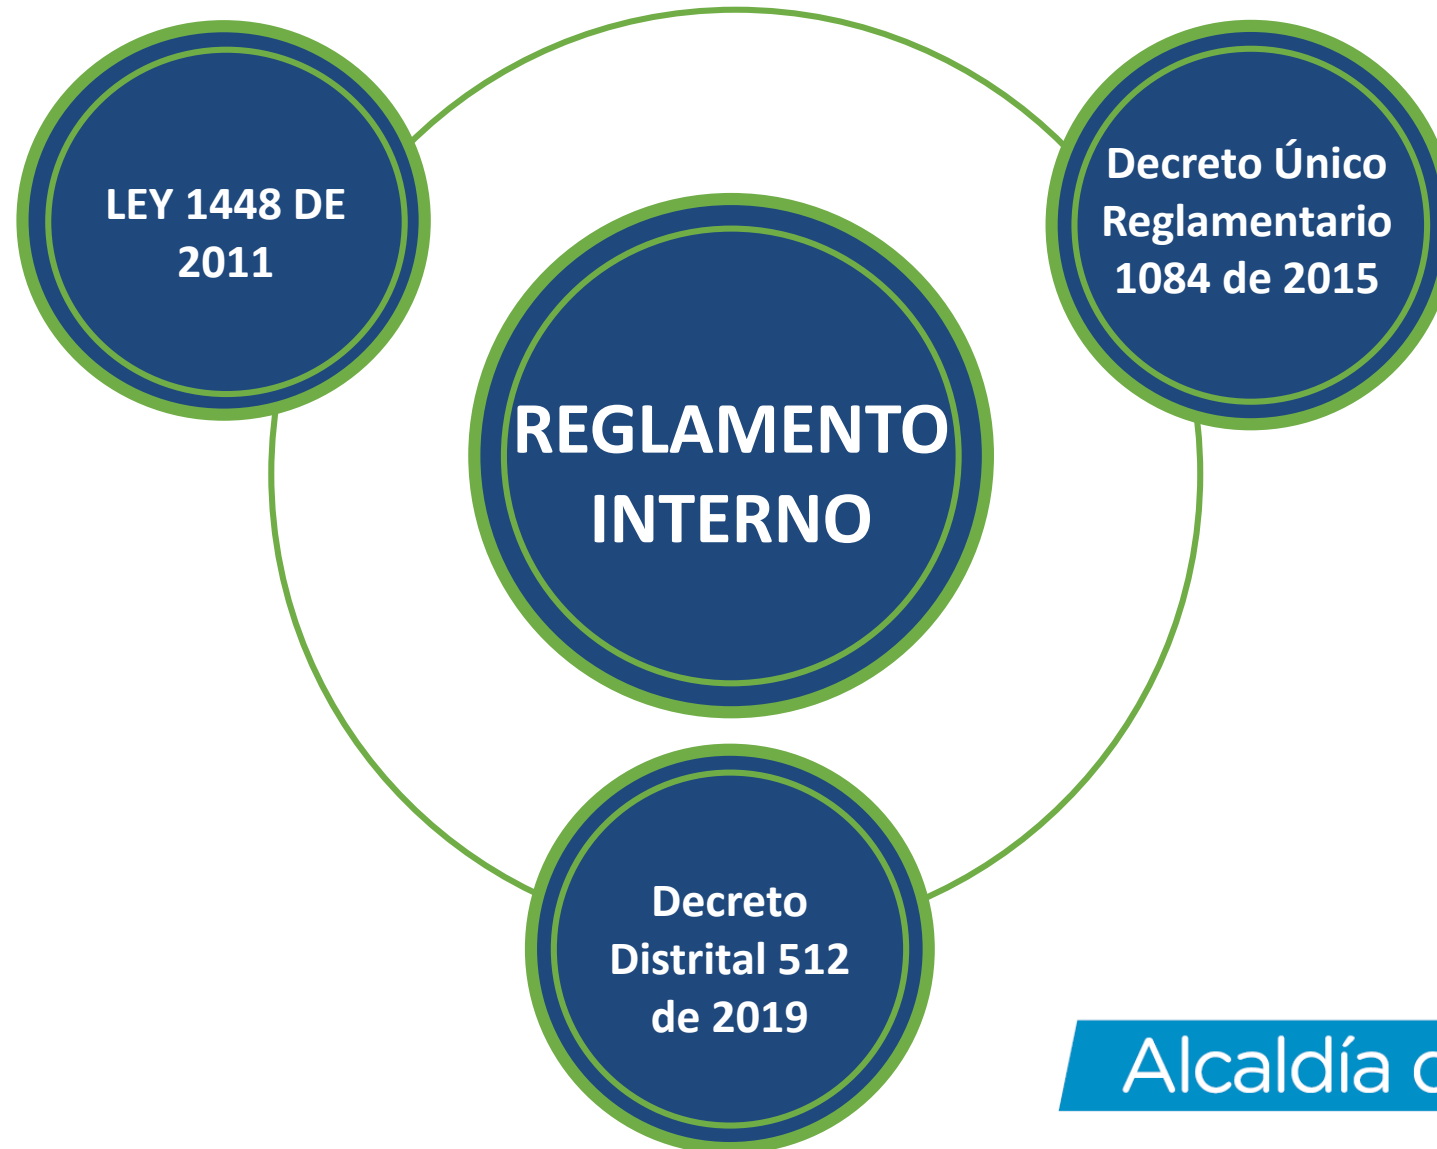 LEY 1448 DE
2011
Decreto Único
Reglamentario
1084 de 2015
REGLAMENTO
INTERNO
Decreto
Distrital 512
de 2019
Alcaldía